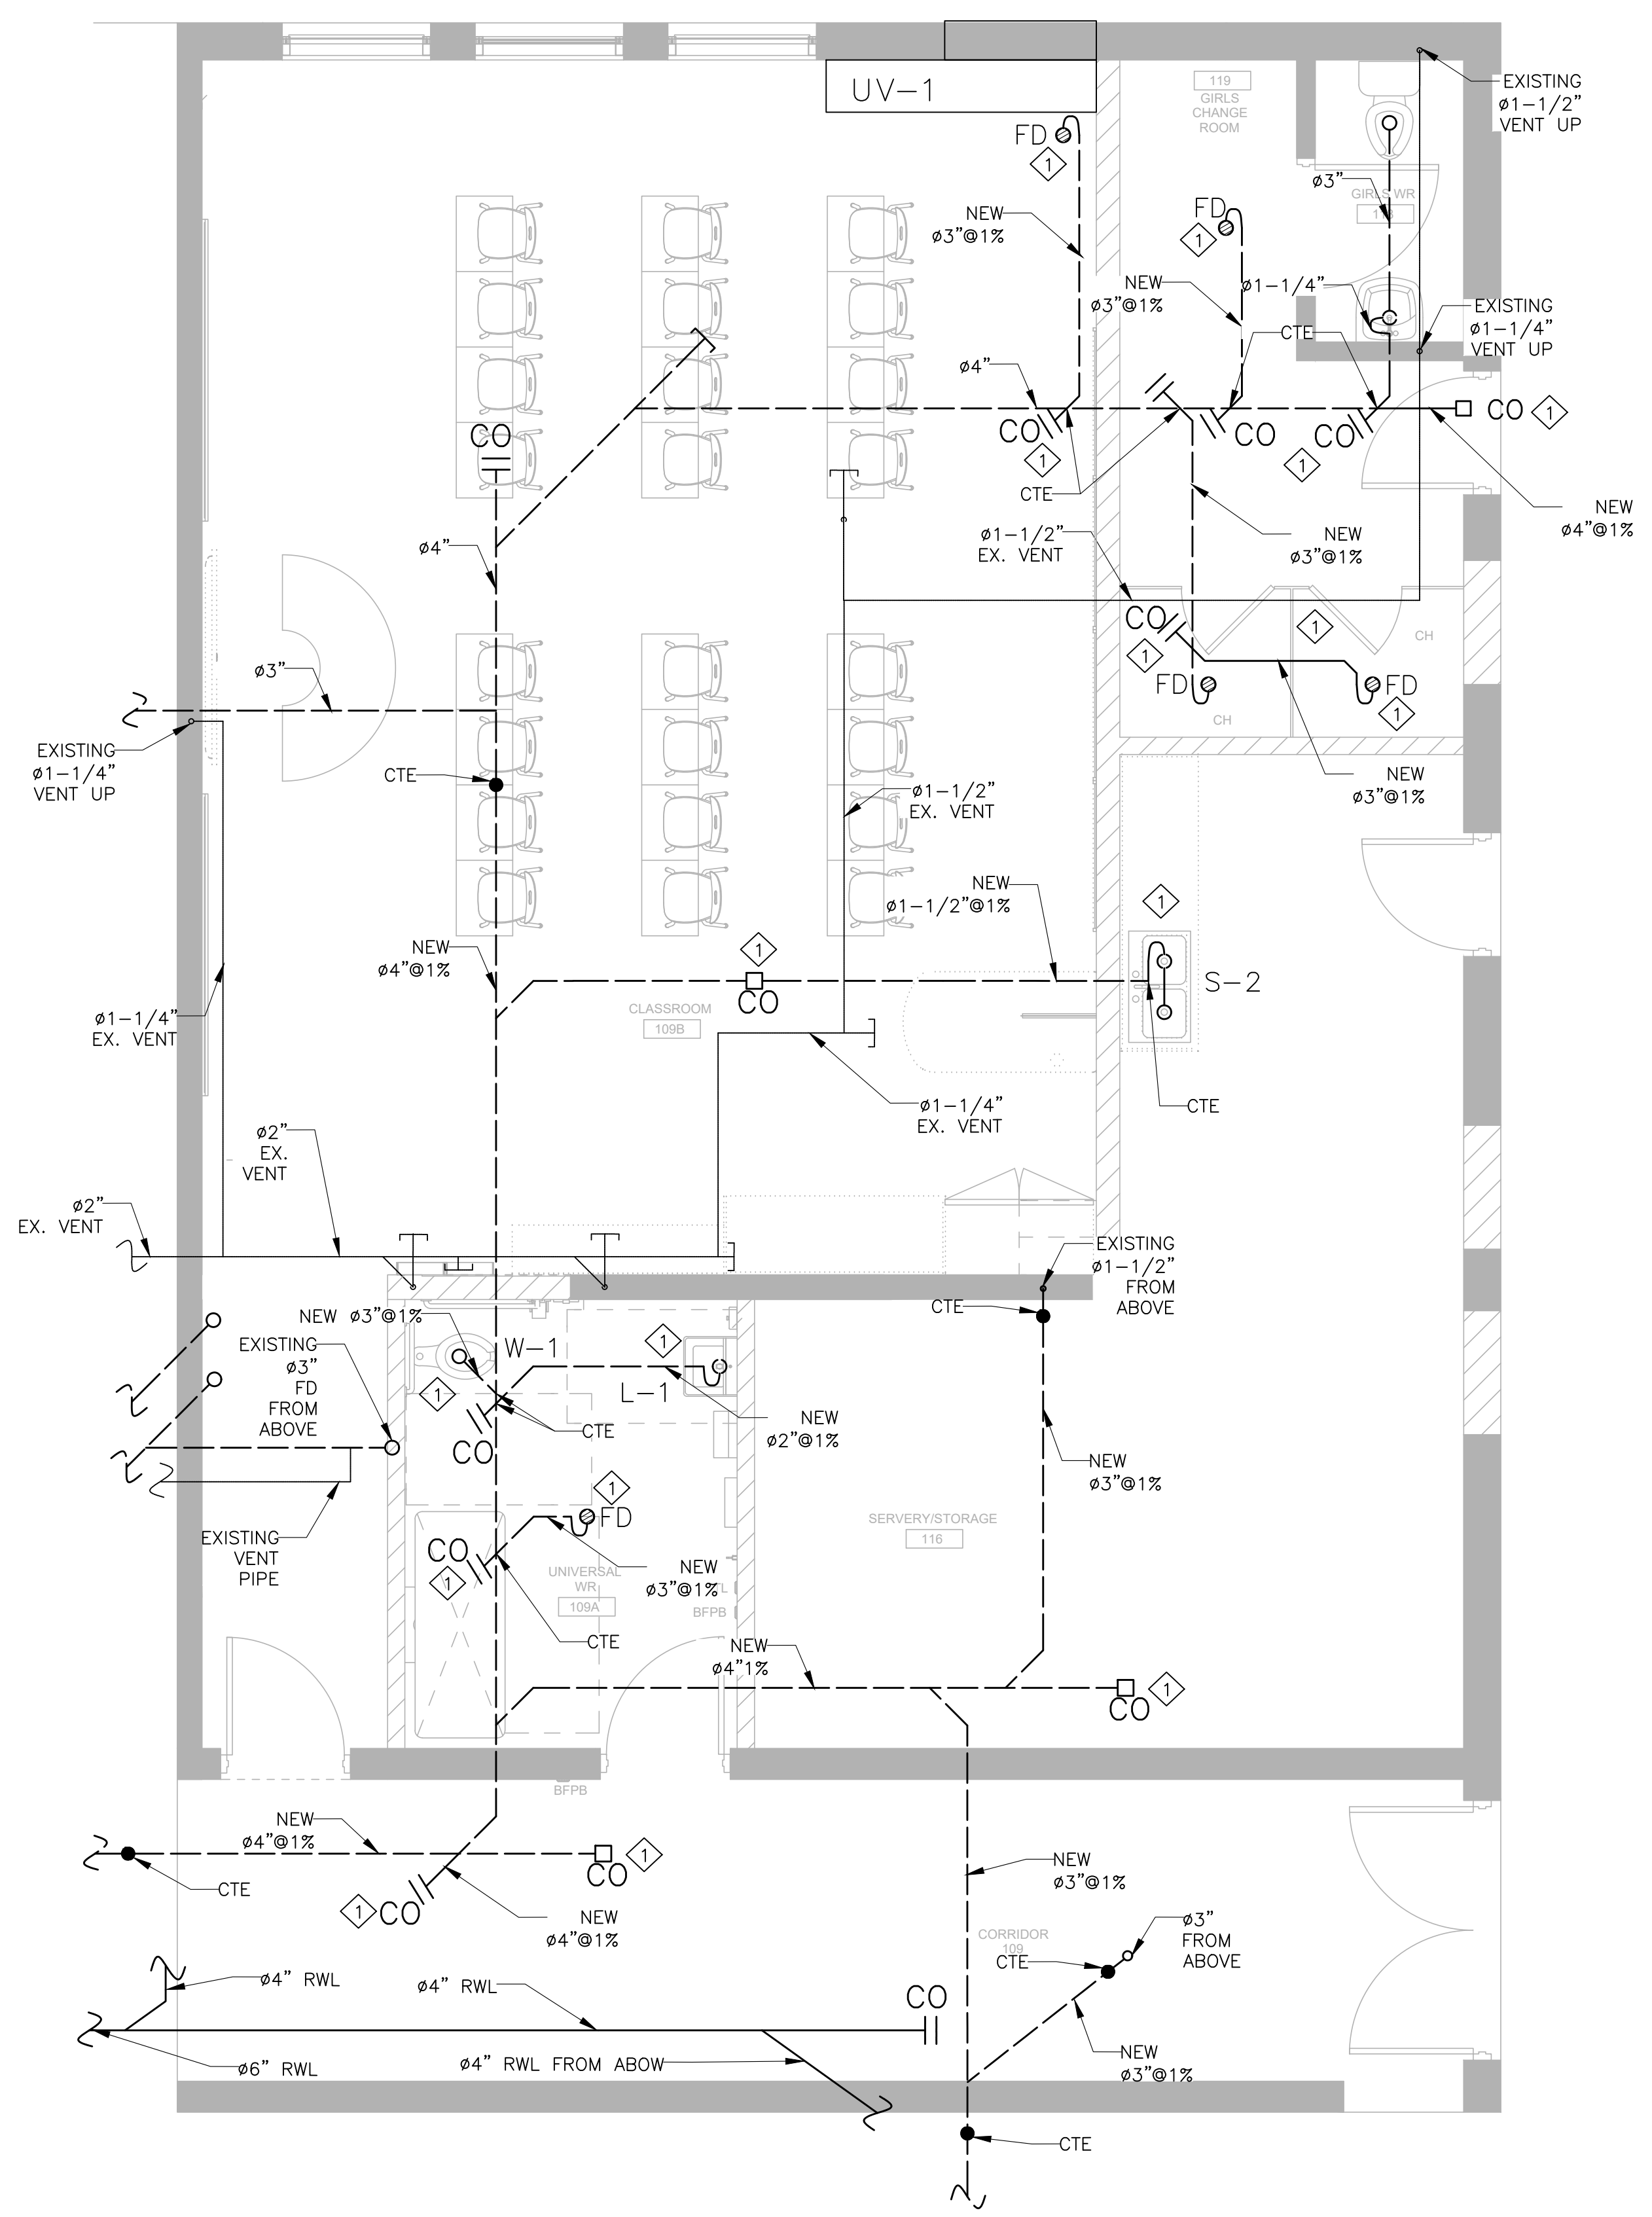 UV-1
119
GIRLS
CHANGE
ROOM
EXISTING
ø1-1/2"
VENT UP
FD
1
ø3"
GIRLS WR
FD
1
NEW
ø3"@1%
NEW
ø3"@1%
ø1-1/4"
EXISTING
ø1-1/4"
VENT UP
CTE
ø4"
CO
CO
1
CO
CO
1
CO
1
CTE
NEW
ø4"@1%
ø1-1/2"
EX. VENT
NEW
ø3"@1%
ø4"
CO
1
1
CH
ø3"
FD
FD
1
CH
EXISTING
ø1-1/4"
VENT UP
CTE
NEW
ø3"@1%
ø1-1/2"
EX. VENT
NEW
ø1-1/2"@1%
1
NEW
ø4"@1%
1
CO
S-2
CLASSROOM
109B
ø1-1/4"
EX. VENT
CTE
ø1-1/4"
EX. VENT
ø2"
EX.
VENT
ø2"
EX. VENT
EXISTING
ø1-1/2"
FROM
ABOVE
CTE
NEW ø3"@1%
W-1
1
EXISTING
ø3"
FD
FROM
ABOVE
1
L-1
NEW
ø2"@1%
CTE
CO
NEW
ø3"@1%
1
FD
SERVERY/STORAGE
116
EXISTING
VENT
PIPE
CO
1
UNIVERSAL
WR
109A
NEW
ø3"@1%
BFPB
CTE
NEW
ø4"1%
CO
1
BFPB
NEW
ø4"@1%
CO
1
CTE
1
CO
NEW
ø4"@1%
NEW
ø3"@1%
CORRIDOR
109
CTE
ø3"
FROM
ABOVE
ø4" RWL
ø4" RWL
CO
ø6" RWL
ø4" RWL FROM ABOW
NEW
ø3"@1%
CTE